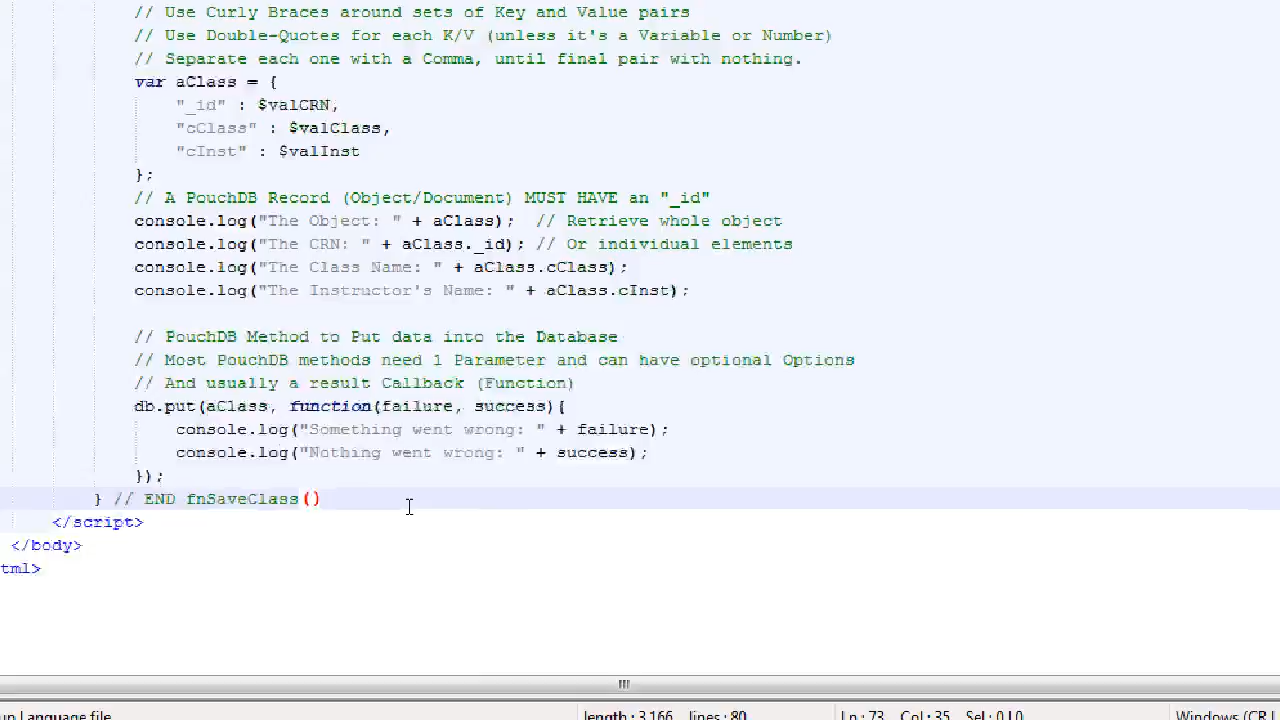 // Use Curly Braces around sets of Key and Value pairs
// Use Double-Quotes for each K/V (unless it's a Variable or Number)
// Separate each one with a Comma, until final pair with nothing.
var aClass = {
"_id" : $valCRN,
"cClass" : $valClass,
"cInst" : $valInst
};
// A PouchDB Record (Object/Document) MUST HAVE an "_id"
console.log("The Object: " + aClass); // Retrieve whole object
console.log("The CRN: " + aClass._id); // Or individual elements
console.log("The Class Name: " + aClass.cClass);
console.log("The Instructor's Name: " + aClass.cInst);
// PouchDB Method to Put data into the Database
// Most PouchDB methods need 1 Parameter and can have optional Options
// And usually a result Callback (Function)
db.put(aClass, function(failure, success){
console.log("Something went wrong: " + failure);
console.log("Nothing went wrong: " + success);
});
} // END fnSaveClass()
</script>
</body>
tml>
up Language file length : 3,166 lines : 80 Ln : 73 Col : 35 Sel : 0 | 0 Windows (CR L